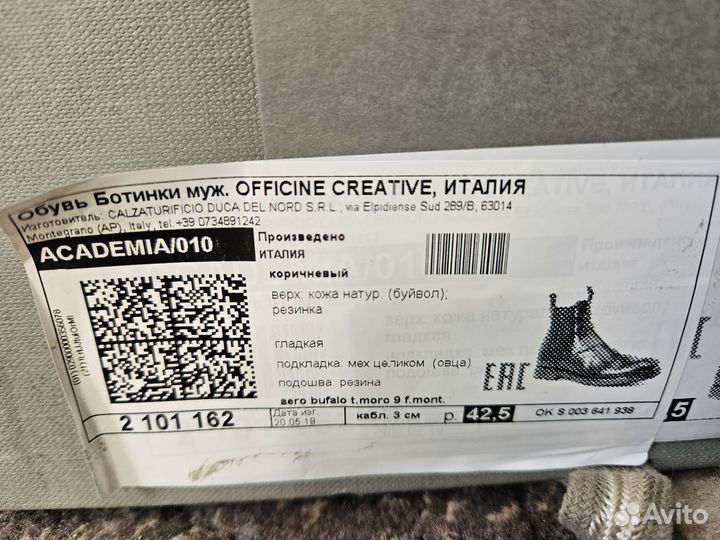 Обувь Ботинки муж. OFFICINE CREATIVE, ИТАЛИЯ
Изготовитель: CALZATURIFICIO DUCA DEL NORD S.R.L., via Elpidiense Sud 269/B, 63014
Montegrano (AP), Italy, tel.+39 0734891242
ACADEMIA/010
Произведено
ИТАЛИЯ
коричневый
верх: кожа натур. (буйвол);
резинка
гладкая
подкладка: мех целиком (овца)
подошва резина
aero bufalo t.moro 9 f.mont.
EAC
2 101 162
Дата изг.
20.05.19
кабл. 3 см
р. 42,5
OK S 003 641 938
5
Avito